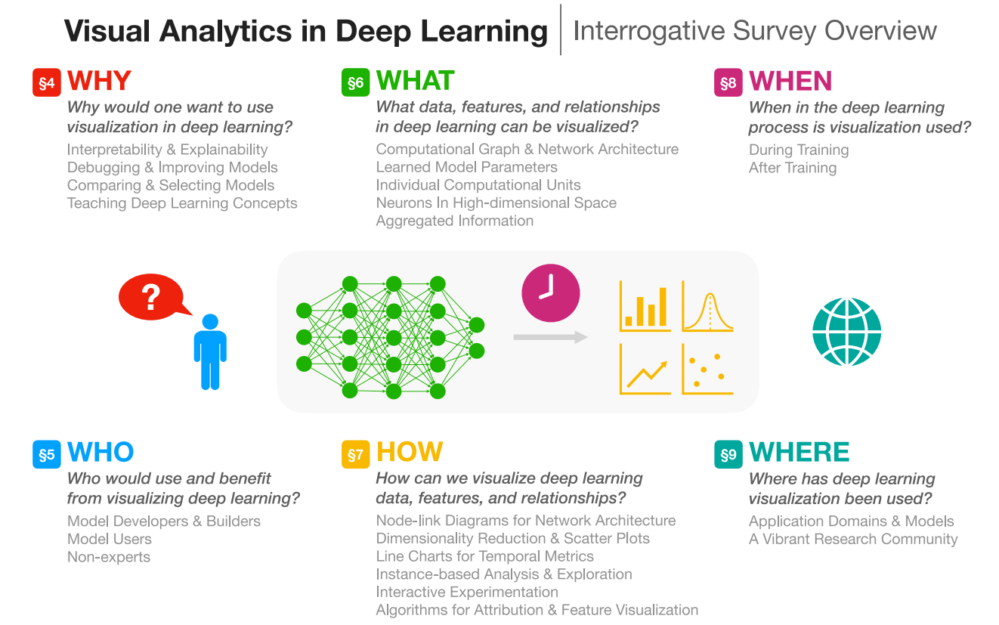 Visual Analytics in Deep Learning | Interrogative Survey Overview
§4 WHY
Why would one want to use
visualization in deep learning?
Interpretability & Explainability
Debugging & Improving Models
Comparing & Selecting Models
Teaching Deep Learning Concepts
§6 WHAT
What data, features, and relationships
in deep learning can be visualized?
Computational Graph & Network Architecture
Learned Model Parameters
Individual Computational Units
Neurons In High-dimensional Space
Aggregated Information
§8 WHEN
When in the deep learning
process is visualization used?
During Training
After Training
?
§5 WHO
Who would use and benefit
from visualizing deep learning?
Model Developers & Builders
Model Users
Non-experts
§7 HOW
How can we visualize deep learning
data, features, and relationships?
Node-link Diagrams for Network Architecture
Dimensionality Reduction & Scatter Plots
Line Charts for Temporal Metrics
Instance-based Analysis & Exploration
Interactive Experimentation
Algorithms for Attribution & Feature Visualization
§9 WHERE
Where has deep learning
visualization been used?
Application Domains & Models
A Vibrant Research Community